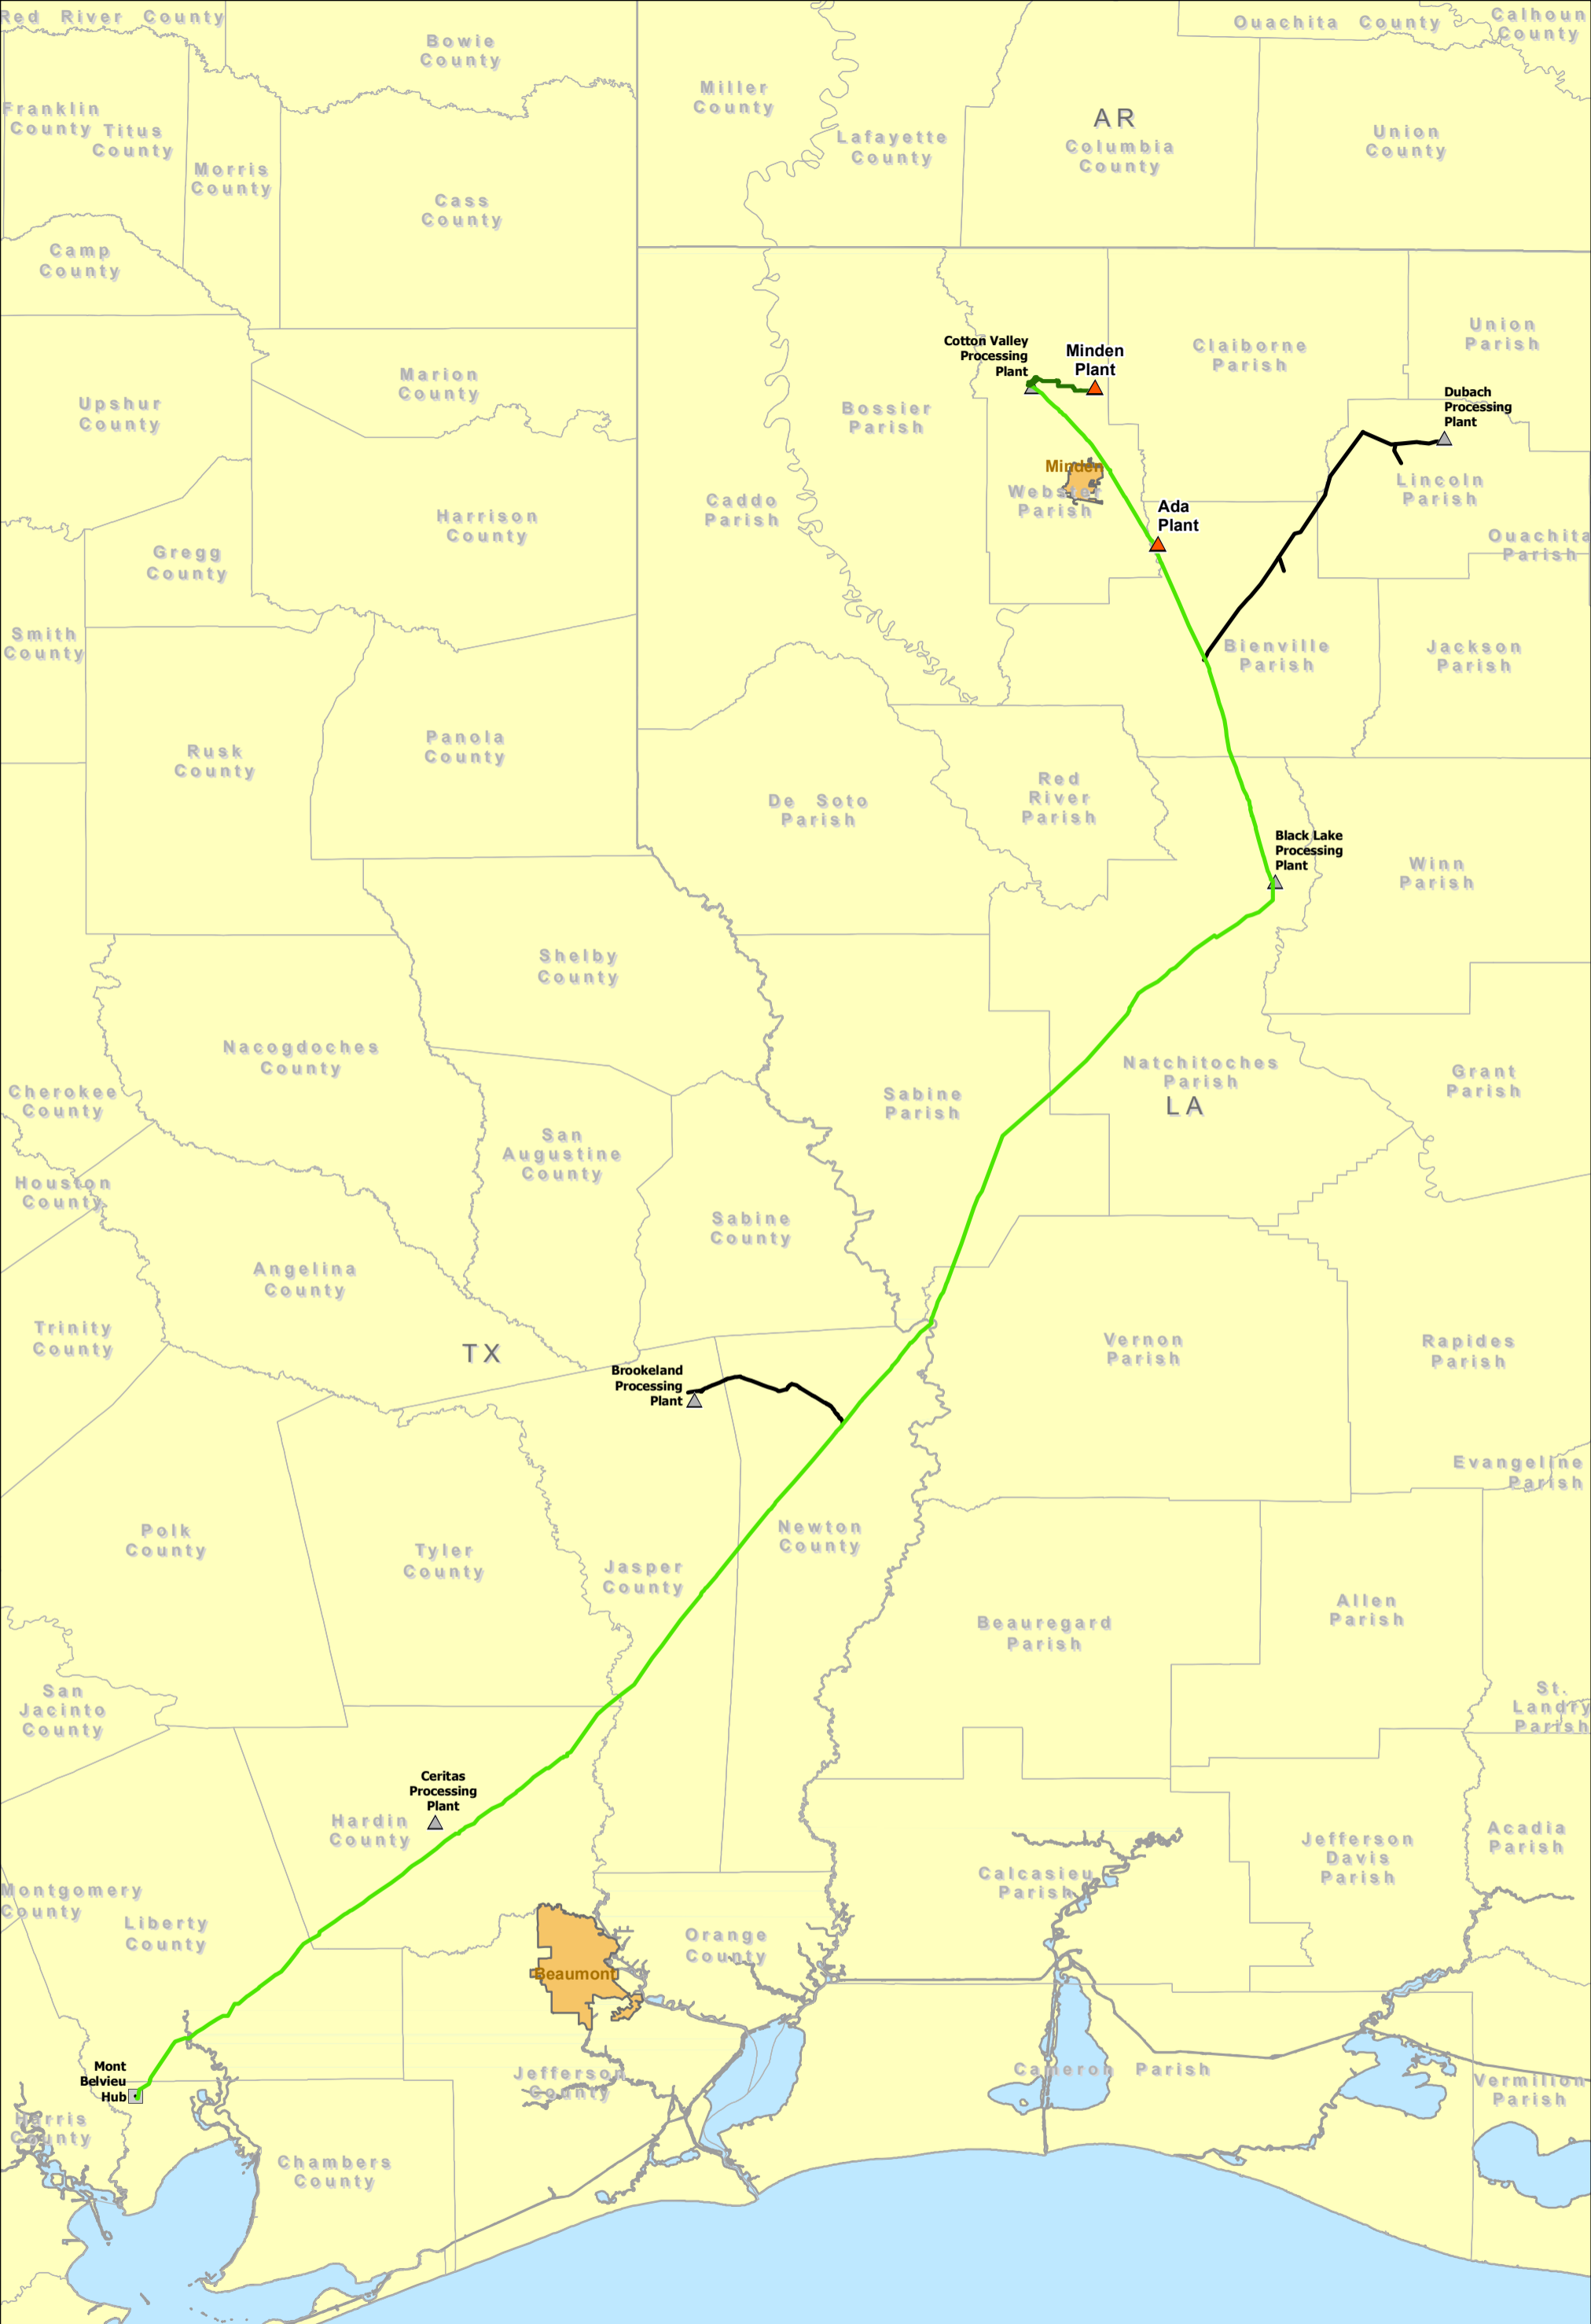 Red River County
Bowie
County
Ouachita County
Calhoun
County
Miller
County
Franklin
County
Titus
County
Morris
County
Lafayette
County
AR
Columbia
County
Union
County
Cass
County
Camp
County
Cotton Valley
Processing
Plant
Minden
Plant
Claiborne
Parish
Union
Parish
Marion
County
Upshur
County
Bossier
Parish
Dubach
Processing
Plant
Minden
Webster
Parish
Lincoln
Parish
Caddo
Parish
Harrison
County
Ada
Plant
Ouachita
Parish
Gregg
County
Smith
County
Bienville
Parish
Jackson
Parish
Rusk
County
Panola
County
De Soto
Parish
Red
River
Parish
Black Lake
Processing
Plant
Winn
Parish
Shelby
County
Nacogdoches
County
Natchitoches
Parish
LA
Grant
Parish
Cherokee
County
Sabine
Parish
San
Augustine
County
Houston
County
Sabine
County
Angelina
County
Trinity
County
TX
Vernon
Parish
Rapides
Parish
Brookeland
Processing
Plant
Evangeline
Parish
Polk
County
Tyler
County
Jasper
County
Newton
County
Beauregard
Parish
Allen
Parish
San
Jacinto
County
St.
Landry
Parish
Ceritas
Processing
Plant
Hardin
County
Jefferson
Davis
Parish
Acadia
Parish
Montgomery
County
Liberty
County
Calcasieu
Parish
Orange
County
Beaumont
Mont
Belvieu
Hub
Jefferson
County
Cameron Parish
Vermilion
Parish
Harris
County
Chambers
County